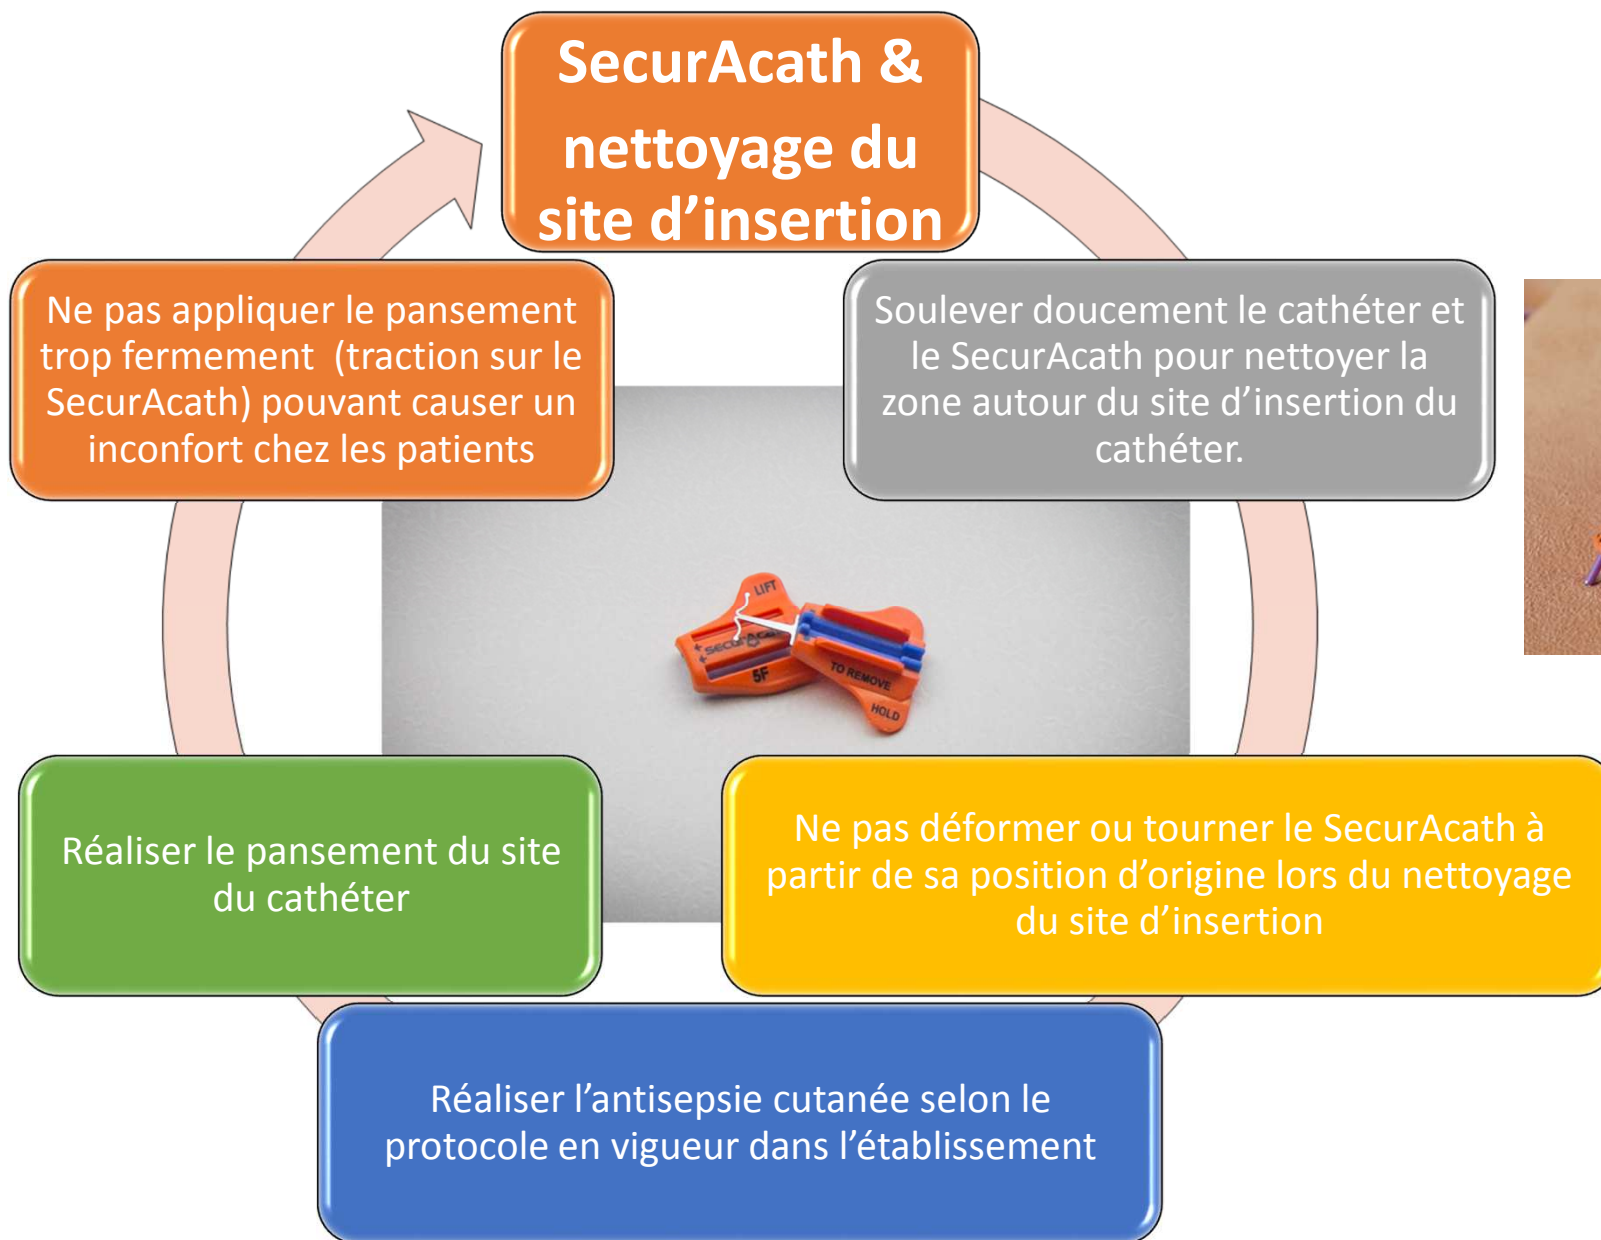 SecurAcath &
nettoyage du
site d’insertion
Soulever doucement le cathéter et
le SecurAcath pour nettoyer la
zone autour du site d’insertion du
cathéter.
Ne pas déformer ou tourner le SecurAcath à
partir de sa position d’origine lors du nettoyage
du site d’insertion
Réaliser l’antisepsie cutanée selon le
protocole en vigueur dans l’établissement
Réaliser le pansement du site
du cathéter
Ne pas appliquer le pansement
trop fermement (traction sur le
SecurAcath) pouvant causer un
inconfort chez les patients
LIFT
5F
TO REMOVE
HOLD